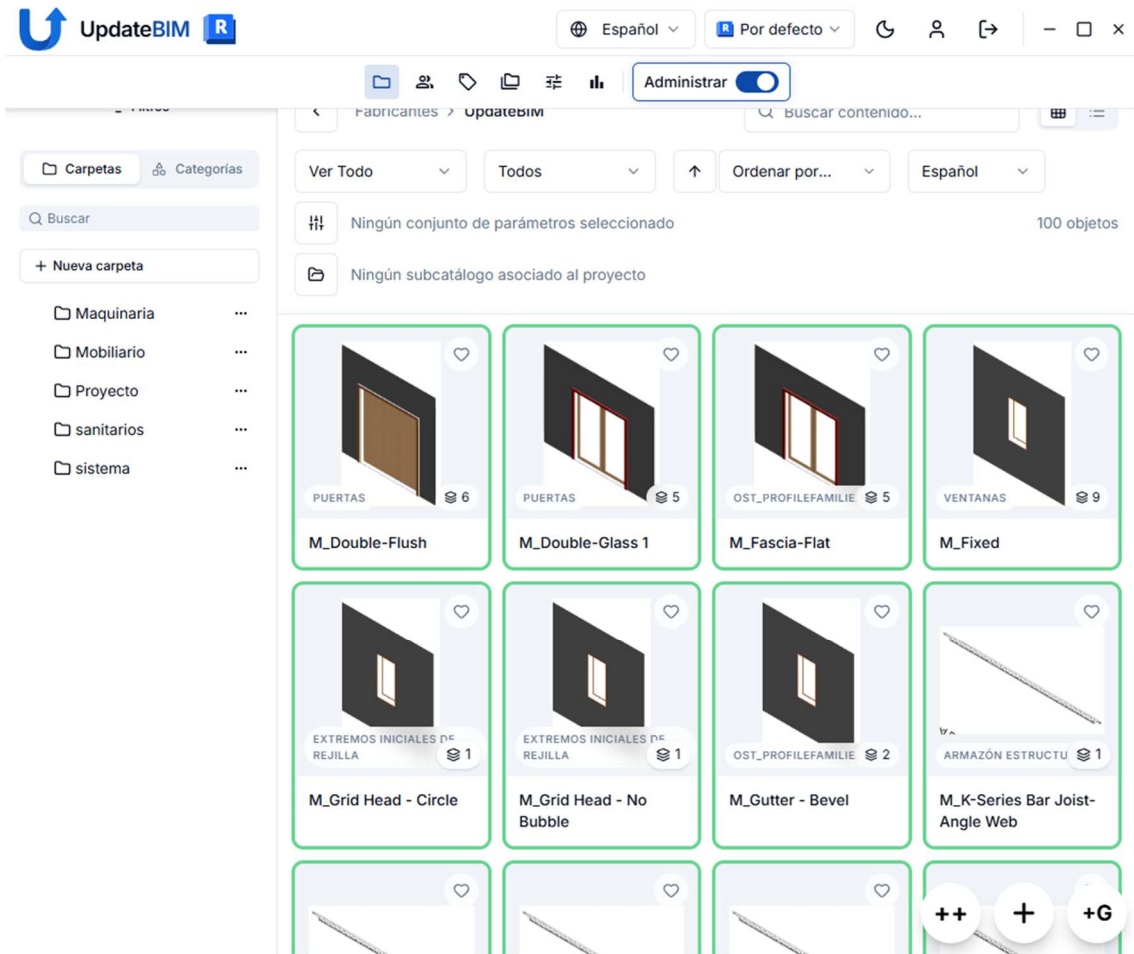 UpdateBIM R
Español
R Por defecto
Administrar
Filtros
Fabricantes > UpdateBIM
Buscar contenido...
Carpetas
Categorías
Ver Todo
Todos
Ordenar por...
Español
Buscar
Ningún conjunto de parámetros seleccionado
100 objetos
+ Nueva carpeta
Ningún subcatálogo asociado al proyecto
Maquinaria
Mobiliario
Proyecto
sanitarios
sistema
PUERTAS
6
PUERTAS
5
OST_PROFILEFAMILIE
5
VENTANAS
9
M_Double-Flush
M_Double-Glass 1
M_Fascia-Flat
M_Fixed
EXTREMOS INICIALES DE
REJILLA
1
EXTREMOS INICIALES DE
REJILLA
1
OST_PROFILEFAMILIE
2
ARMAZÓN ESTRUCTU
1
M_Grid Head - Circle
M_Grid Head - No
Bubble
M_Gutter - Bevel
M_K-Series Bar Joist-
Angle Web
++
+
+G